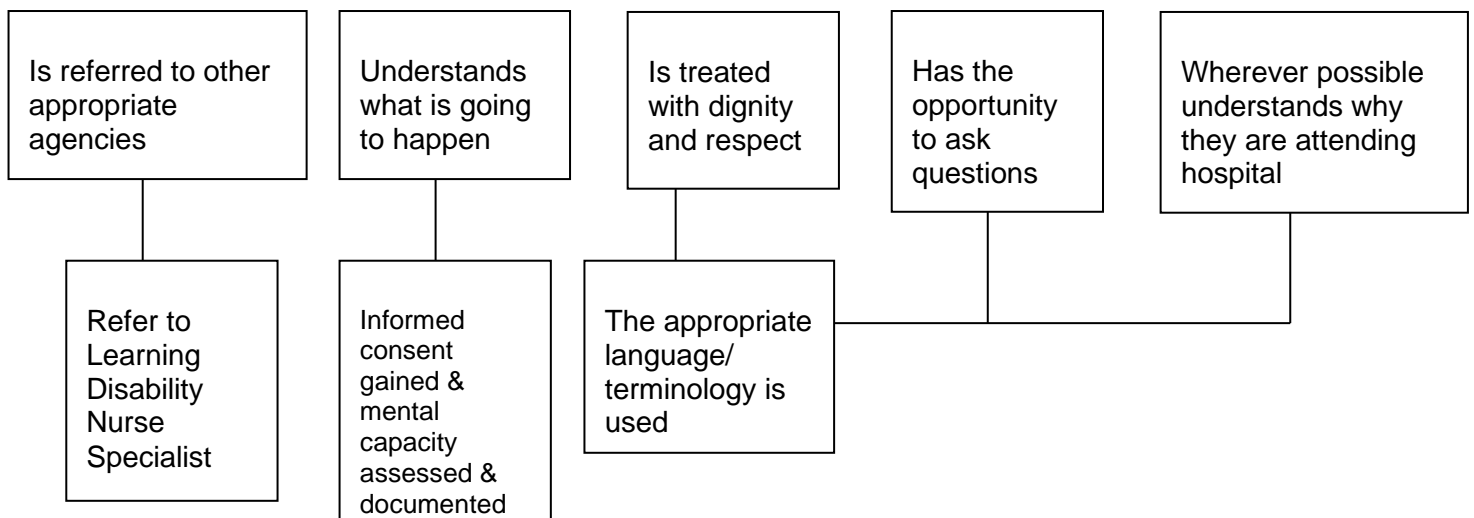 Is referred to other
appropriate
agencies
Understands
what is going
to happen
Is treated
with dignity
and respect
Has the
opportunity
to ask
questions
Wherever possible
understands why
they are attending
hospital
Refer to
Learning
Disability
Nurse
Specialist
Informed
consent
gained &
mental
capacity
assessed &
documented
The appropriate
language/
terminology is
used